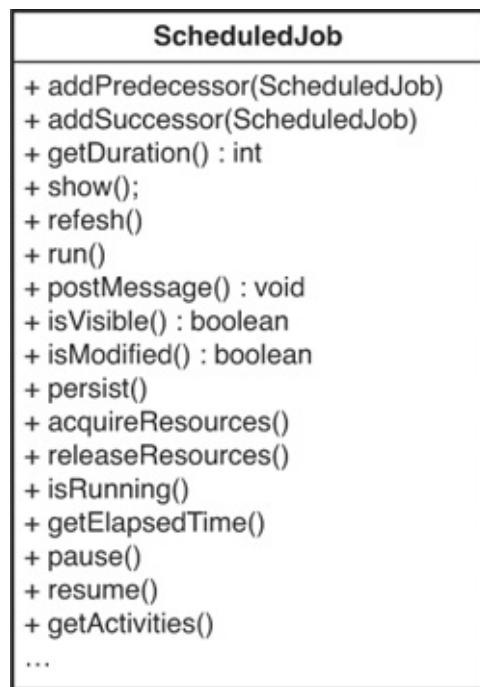 ScheduledJob
+ addPredecessor(ScheduledJob)
+ addSuccessor(ScheduledJob)
+ getDuration() : int
+ show();
+ refesh()
+ run()
+ postMessage() : void
+ isVisible() : boolean
+ isModified() : boolean
+ persist()
+ acquireResources()
+ releaseResources()
+ isRunning()
+ getElapsedTime()
+ pause()
+ resume()
+ getActivities()
...